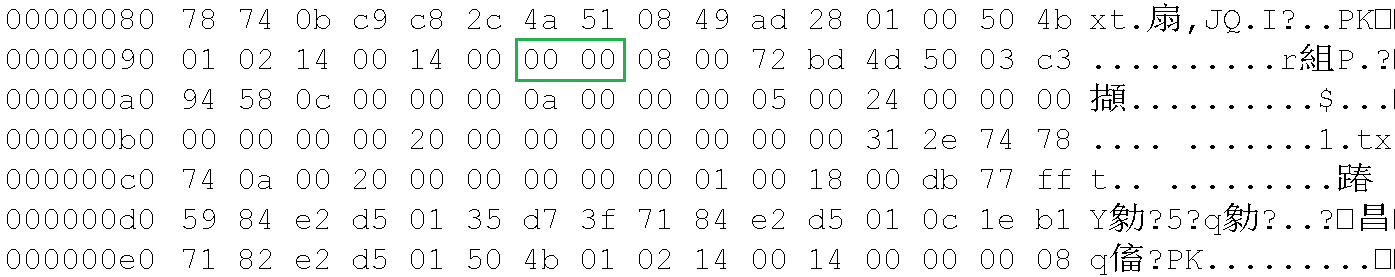 00000080 78 74 0b c9 c8 2c 4a 51 08 49 ad 28 01 00 50 4b xt.扇,JQ.I?..PK□
00000090 01 02 14 00 14 00 00 00 08 00 72 bd 4d 50 03 c3 ..........r組P.?
000000a0 94 58 0c 00 00 00 0a 00 00 00 05 00 24 00 00 00 擷..........$...
000000b0 00 00 00 00 20 00 00 00 00 00 00 00 31 2e 74 78 .... .......1.tx
000000c0 74 0a 00 20 00 00 00 00 00 01 00 18 00 db 77 ff t.. .........踳
000000d0 59 84 e2 d5 01 35 d7 3f 71 84 e2 d5 01 0c 1e b1 Y勨?5?q勨?..?□昌
000000e0 71 82 e2 d5 01 50 4b 01 02 14 00 14 00 00 00 08 q傗?PK.........□